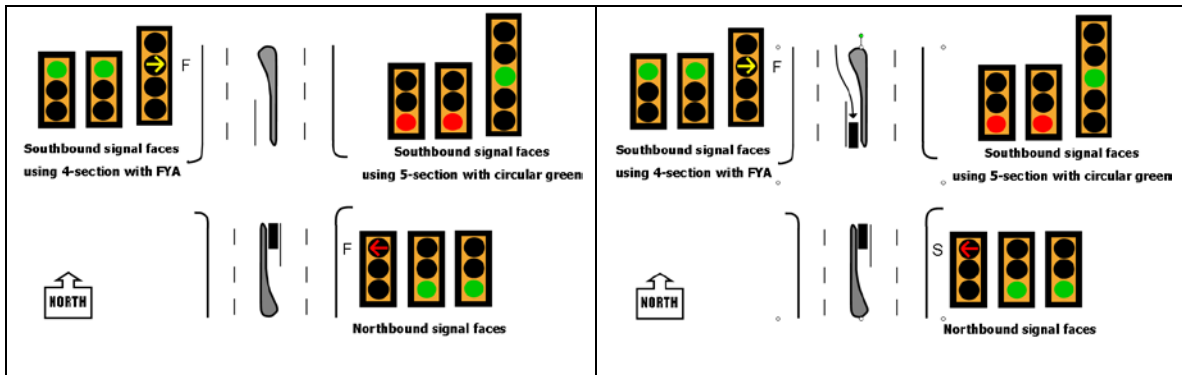 F
Southbound signal faces
using 4-section with FYA
Southbound signal faces
using 5-section with circular green
F
NORTH
Northbound signal faces
F
Southbound signal faces
using 4-section with FYA
Southbound signal faces
using 5-section with circular green
S
NORTH
Northbound signal faces